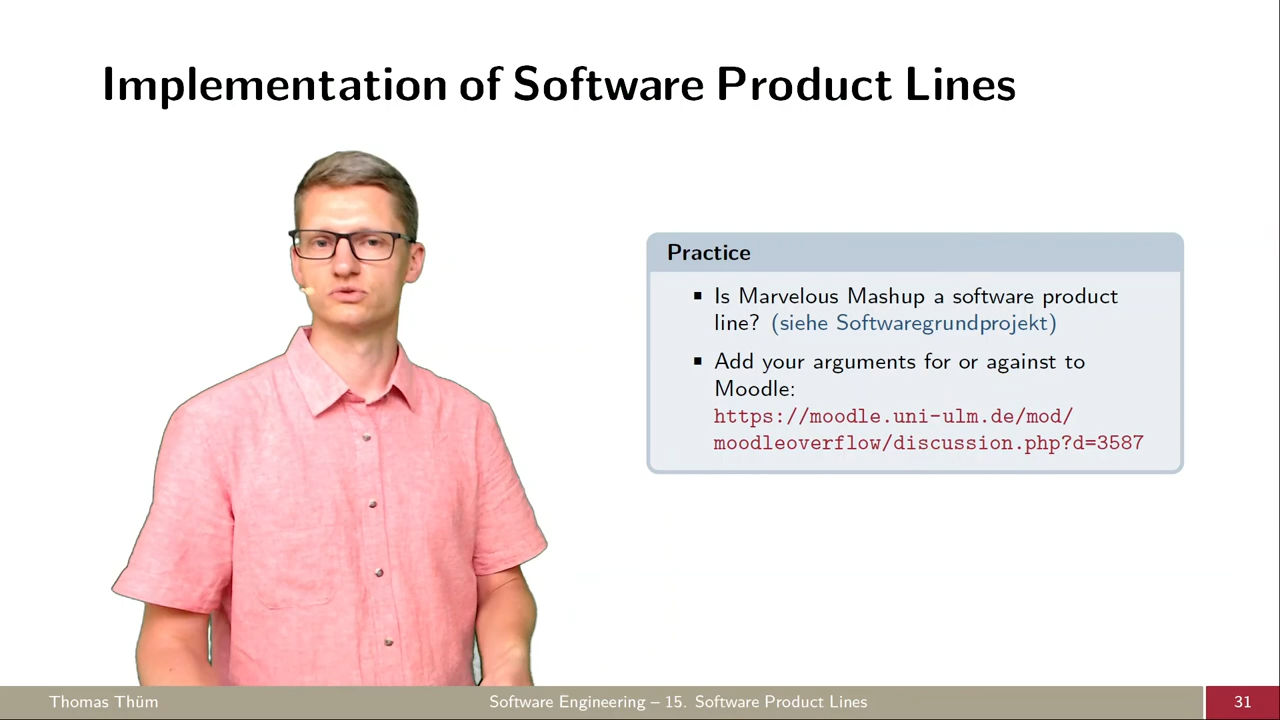 Implementation of Software Product Lines
Practice
▪ Is Marvelous Mashup a software product
line? (siehe Softwaregrundprojekt)
▪ Add your arguments for or against to
Moodle:
https://moodle.uni-ulm.de/mod/
moodleoverflow/discussion.php?d=3587
Thomas Thüm
Software Engineering – 15. Software Product Lines
31